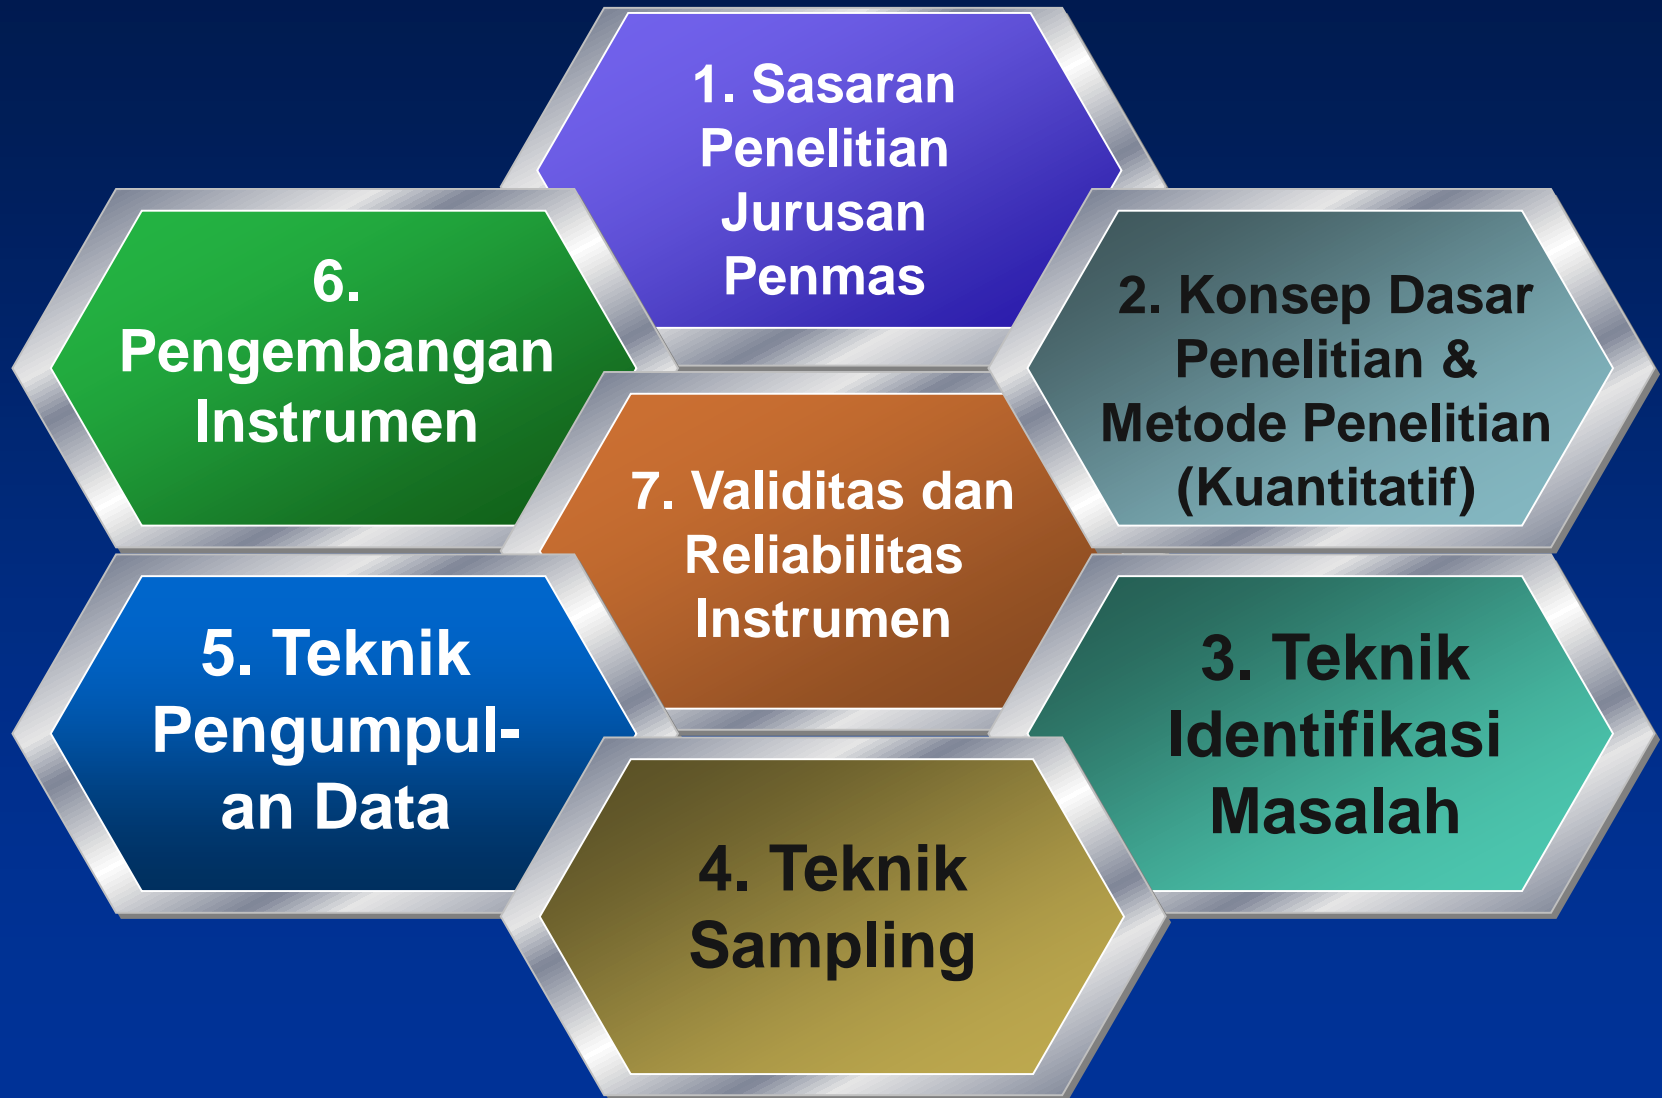 1. Sasaran
Penelitian
Jurusan
Penmas
2. Konsep Dasar
Penelitian &
Metode Penelitian
(Kuantitatif)
3. Teknik
Identifikasi
Masalah
4. Teknik
Sampling
5. Teknik
Pengumpul-
an Data
6.
Pengembangan
Instrumen
7. Validitas dan
Reliabilitas
Instrumen